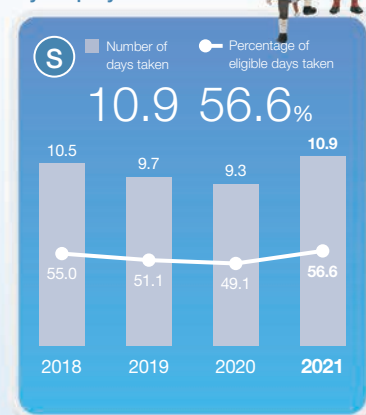 S
Number of
days taken
Percentage of
eligible days taken
10.9 56.6%
10.5 9.7 9.3 10.9
55.0 51.1 49.1 56.6
2018 2019 2020 2021